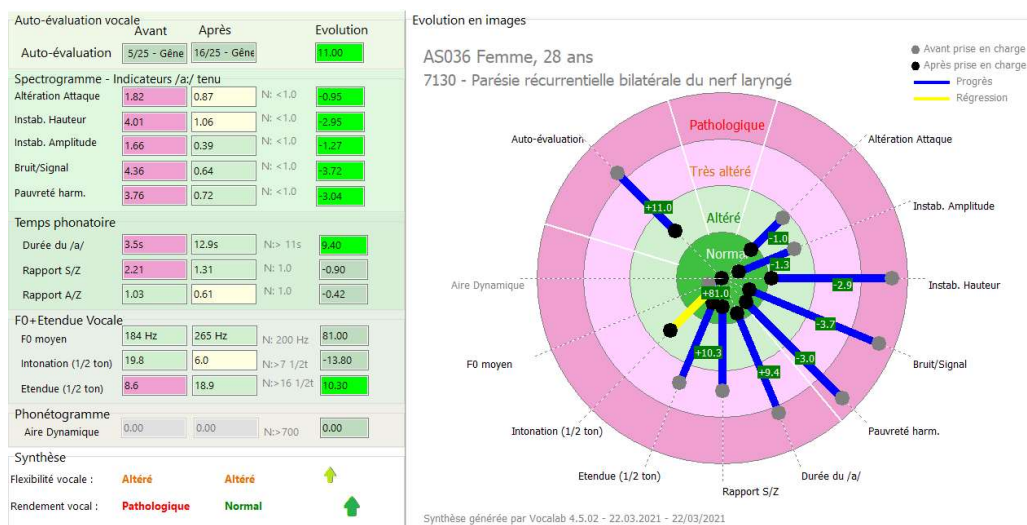 Auto-évaluation vocale
Avant Après Evolution
Auto-évaluation 5/25 - Gêne 16/25 - Gêne 11.00
Spectrogramme - Indicateurs /a:/ tenu
Altération Attaque 1.82 0.87 N: <1.0 -0.95
Instab. Hauteur 4.01 1.06 N: <1.0 -2.95
Instab. Amplitude 1.66 0.39 N: <1.0 -1.27
Bruit/Signal 4.36 0.64 N: <1.0 -3.72
Pauvreté harm. 3.76 0.72 N: <1.0 -3.04
Temps phonatoire
Durée du /a/ 3.5s 12.9s N:> 11s 9.40
Rapport S/Z 2.21 1.31 N: 1.0 -0.90
Rapport A/Z 1.03 0.61 N: 1.0 -0.42
F0+Etendue Vocale
F0 moyen 184 Hz 265 Hz N: 200 Hz 81.00
Intonation (1/2 ton) 19.8 6.0 N:>7 1/2t -13.80
Etendue (1/2 ton) 8.6 18.9 N:>16 1/2t 10.30
Phonétogramme
Aire Dynamique 0.00 0.00 N:>700 0.00
Synthèse
Flexibilité vocale : Altéré Altéré
Rendement vocal : Pathologique Normal
Evolution en images
AS036 Femme, 28 ans
7130 - Parésie récurrentielle bilatérale du nerf laryngé
Avant prise en charge
Après prise en charge
Progrès
Régression
Pathologique
Très altéré
Altéré
Normal
Auto-évaluation
Altération Attaque
Instab. Amplitude
Instab. Hauteur
Bruit/Signal
Pauvreté harm.
Durée du /a/
Rapport S/Z
Etendue (1/2 ton)
Intonation (1/2 ton)
F0 moyen
Aire Dynamique
+11.0
-1.0
-1.3
-2.9
-3.7
-3.0
+9.4
+10.3
+81.0
Synthèse générée par Vocalab 4.5.02 - 22.03.2021 - 22/03/2021